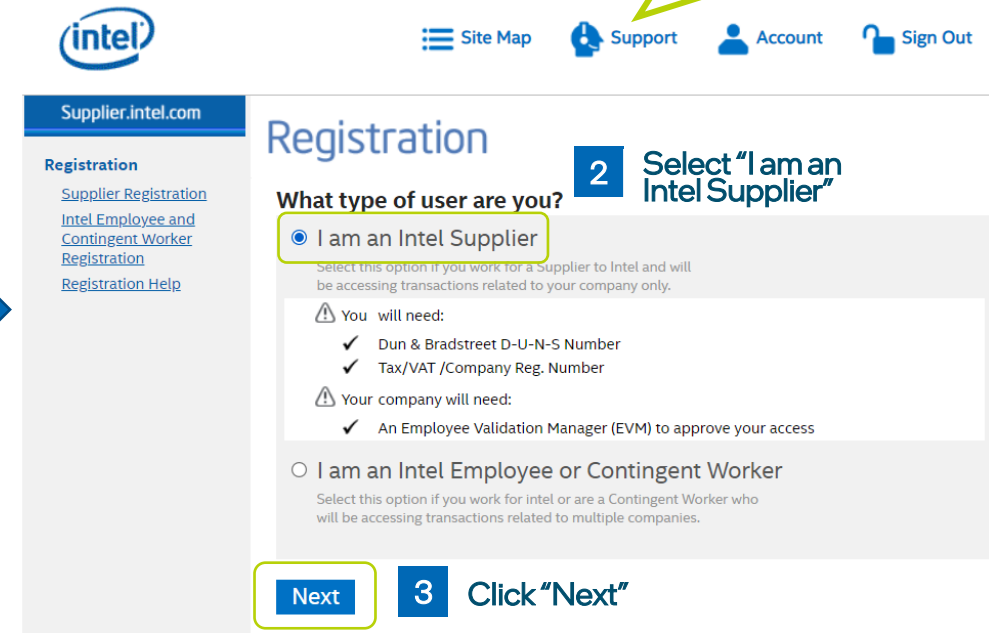 intel
Site Map
Support
Account
Sign Out
Supplier.intel.com
Registration
Supplier Registration
Intel Employee and
Contingent Worker
Registration
Registration Help
Registration
2
Select “I am an
Intel Supplier”
What type of user are you?
I am an Intel Supplier
Select this option if you work for a Supplier to Intel and will
be accessing transactions related to your company only.
You will need:
Dun & Bradstreet D-U-N-S Number
Tax/VAT /Company Reg. Number
Your company will need:
An Employee Validation Manager (EVM) to approve your access
I am an Intel Employee or Contingent Worker
Select this option if you work for intel or are a Contingent Worker who
will be accessing transactions related to multiple companies.
Next
3
Click “Next”